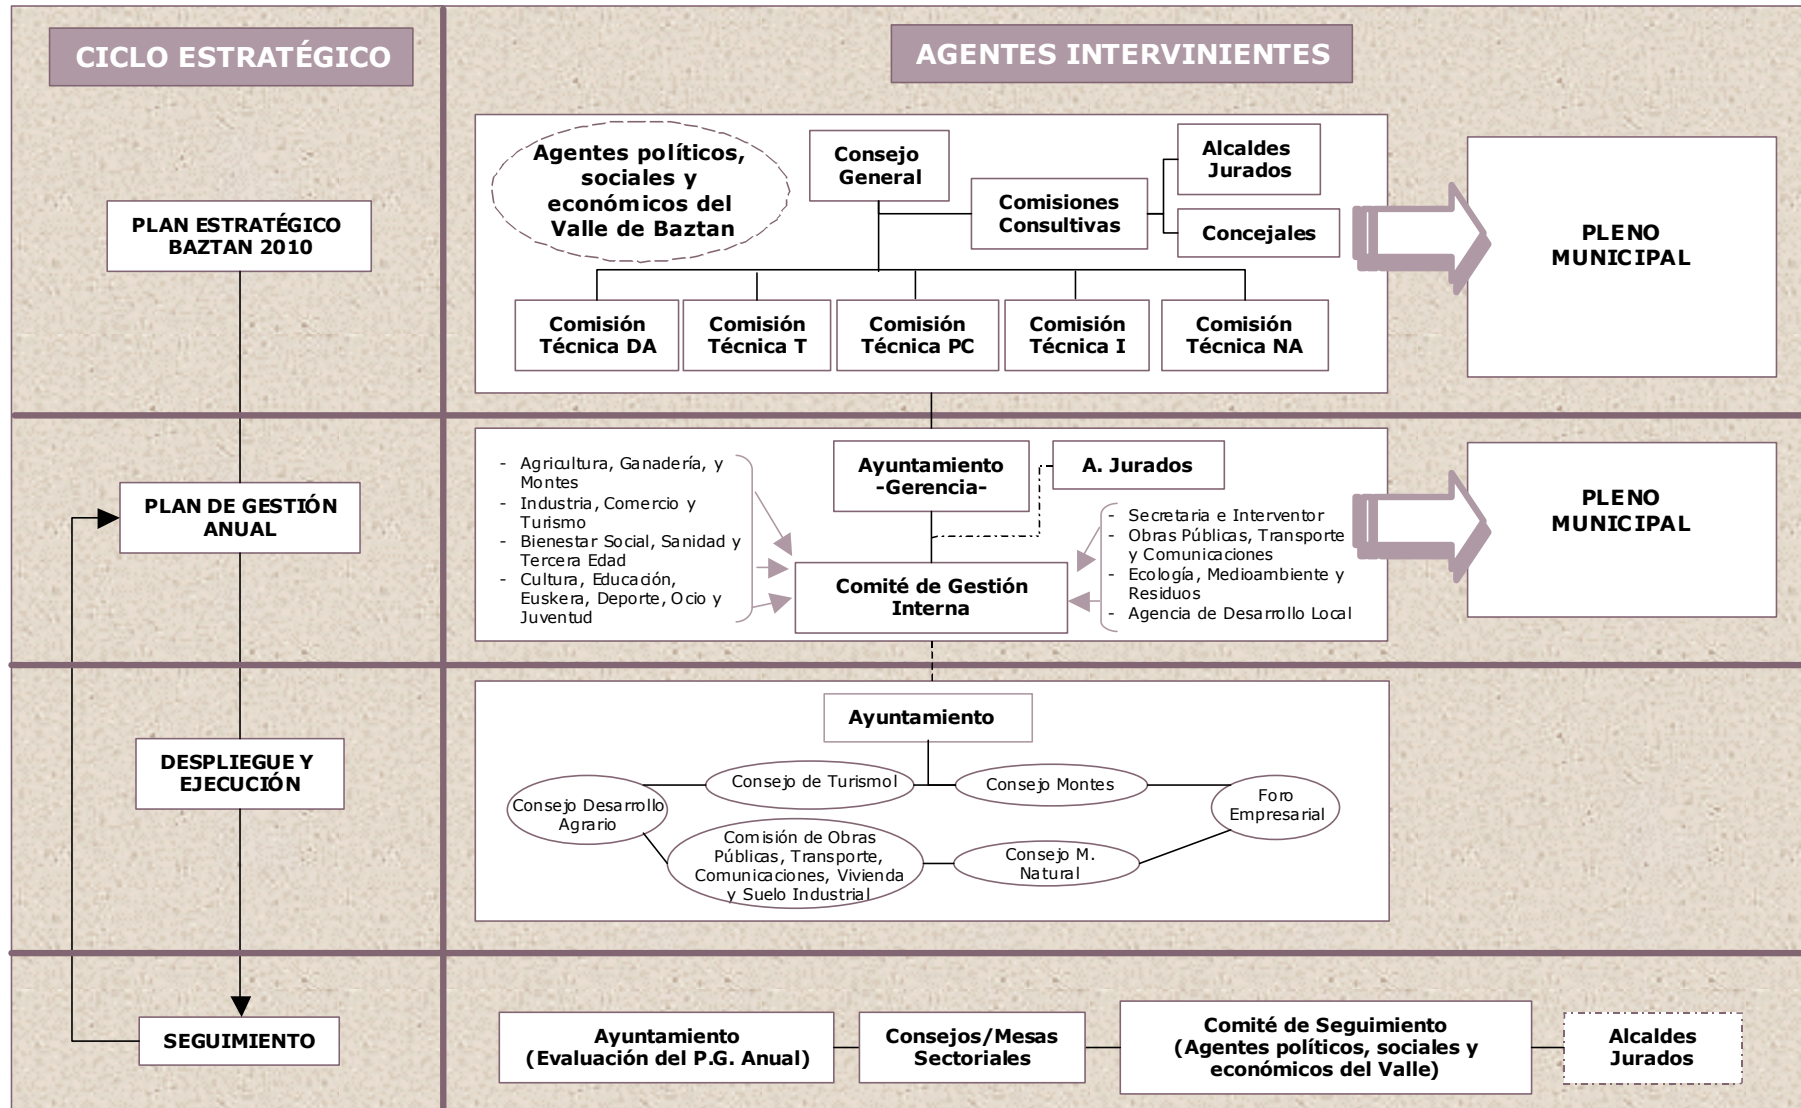 CICLO ESTRATÉGICO
AGENTES INTERVINIENTES
PLAN ESTRATÉGICO
BAZTAN 2010
Agentes políticos,
sociales y
económicos del
Valle de Baztan
Consejo
General
Comisiones
Consultivas
Alcaldes
Jurados
Concejales
Comisión
Técnica DA
Comisión
Técnica T
Comisión
Técnica PC
Comisión
Técnica I
Comisión
Técnica NA
PLENO
MUNICIPAL
PLAN DE GESTIÓN
ANUAL
- Agricultura, Ganadería, y
Montes
- Industria, Comercio y
Turismo
- Bienestar Social, Sanidad y
Tercera Edad
- Cultura, Educación,
Euskera, Deporte, Ocio y
Juventud
Ayuntamiento
-Gerencia-
A. Jurados
Comité de Gestión
Interna
- Secretaria e Interventor
- Obras Públicas, Transporte
y Comunicaciones
- Ecología, Medioambiente y
Residuos
- Agencia de Desarrollo Local
PLENO
MUNICIPAL
DESPLIEGUE Y
EJECUCIÓN
Ayuntamiento
Consejo de Turismol
Consejo Montes
Consejo Desarrollo
Agrario
Foro
Empresarial
Comisión de Obras
Públicas, Transporte,
Comunicaciones, Vivienda
y Suelo Industrial
Consejo M.
Natural
SEGUIMIENTO
Ayuntamiento
(Evaluación del P.G. Anual)
Consejos/Mesas
Sectoriales
Comité de Seguimiento
(Agentes políticos, sociales y
económicos del Valle)
Alcaldes
Jurados